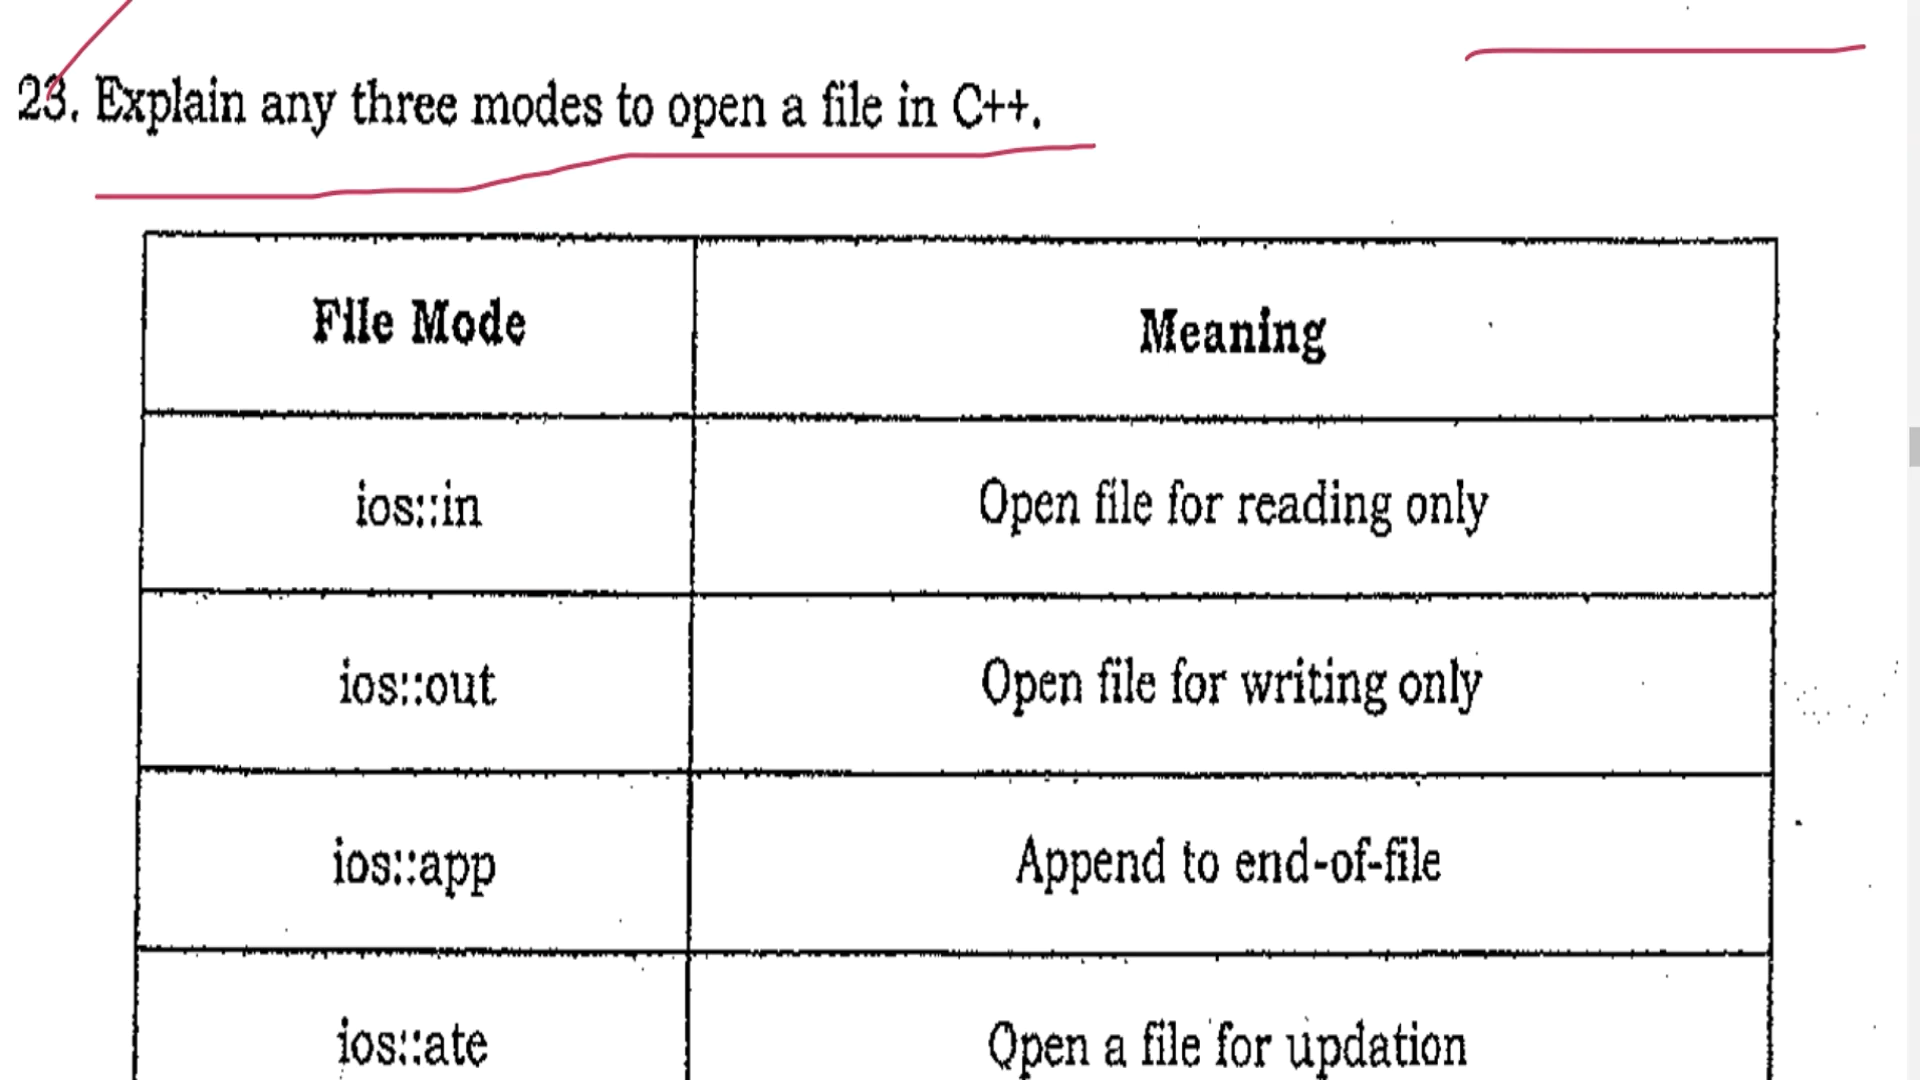 23. Explain any three modes to open a file in C++.
File Mode Meaning
ios::in Open file for reading only
ios::out Open file for writing only
ios::app Append to end-of-file
ios::ate Open a file for updation